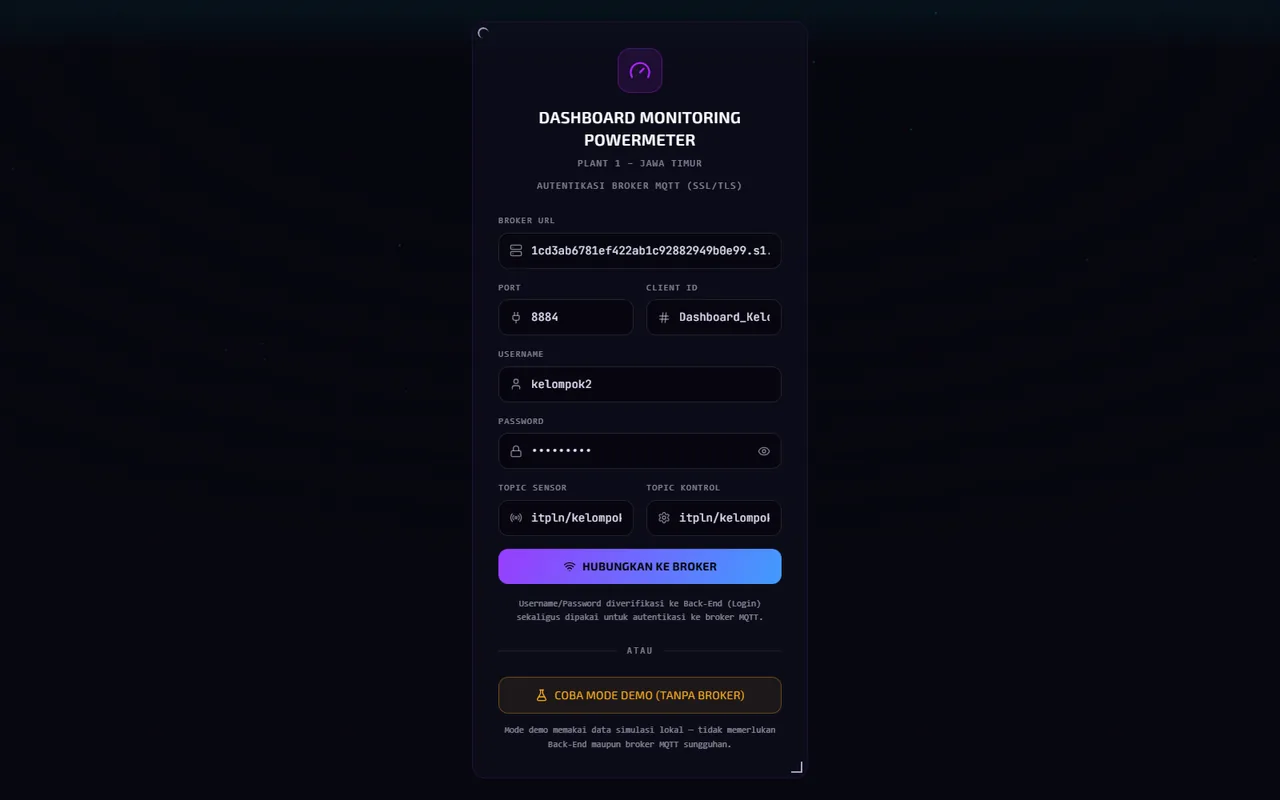 DASHBOARD MONITORING
POWERMETER
PLANT 1 – JAWA TIMUR
AUTENTIKASI BROKER MQTT (SSL/TLS)
BROKER URL
1cd3ab6781ef422ab1c92882949b0e99.s1.
PORT
CLIENT ID
8884
Dashboard_Kelo
USERNAME
kelompok2
PASSWORD
•••••••••
TOPIC SENSOR
TOPIC KONTROL
itpln/kelompok
itpln/kelompok
HUBUNGKAN KE BROKER
Username/Password diverifikasi ke Back-End (Login)
sekaligus dipakai untuk autentikasi ke broker MQTT.
ATAU
COBA MODE DEMO (TANPA BROKER)
Mode demo memakai data simulasi lokal — tidak memerlukan
Back-End maupun broker MQTT sungguhan.